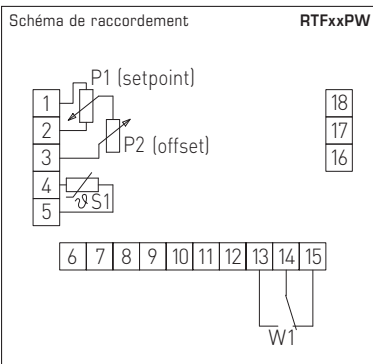 Schéma de raccordement RTFxxPW
P1 (setpoint)
1
2
3
4
5
P2 (offset)
ϑ S1
18
17
16
6 7 8 9 10 11 12 13 14 15
W1